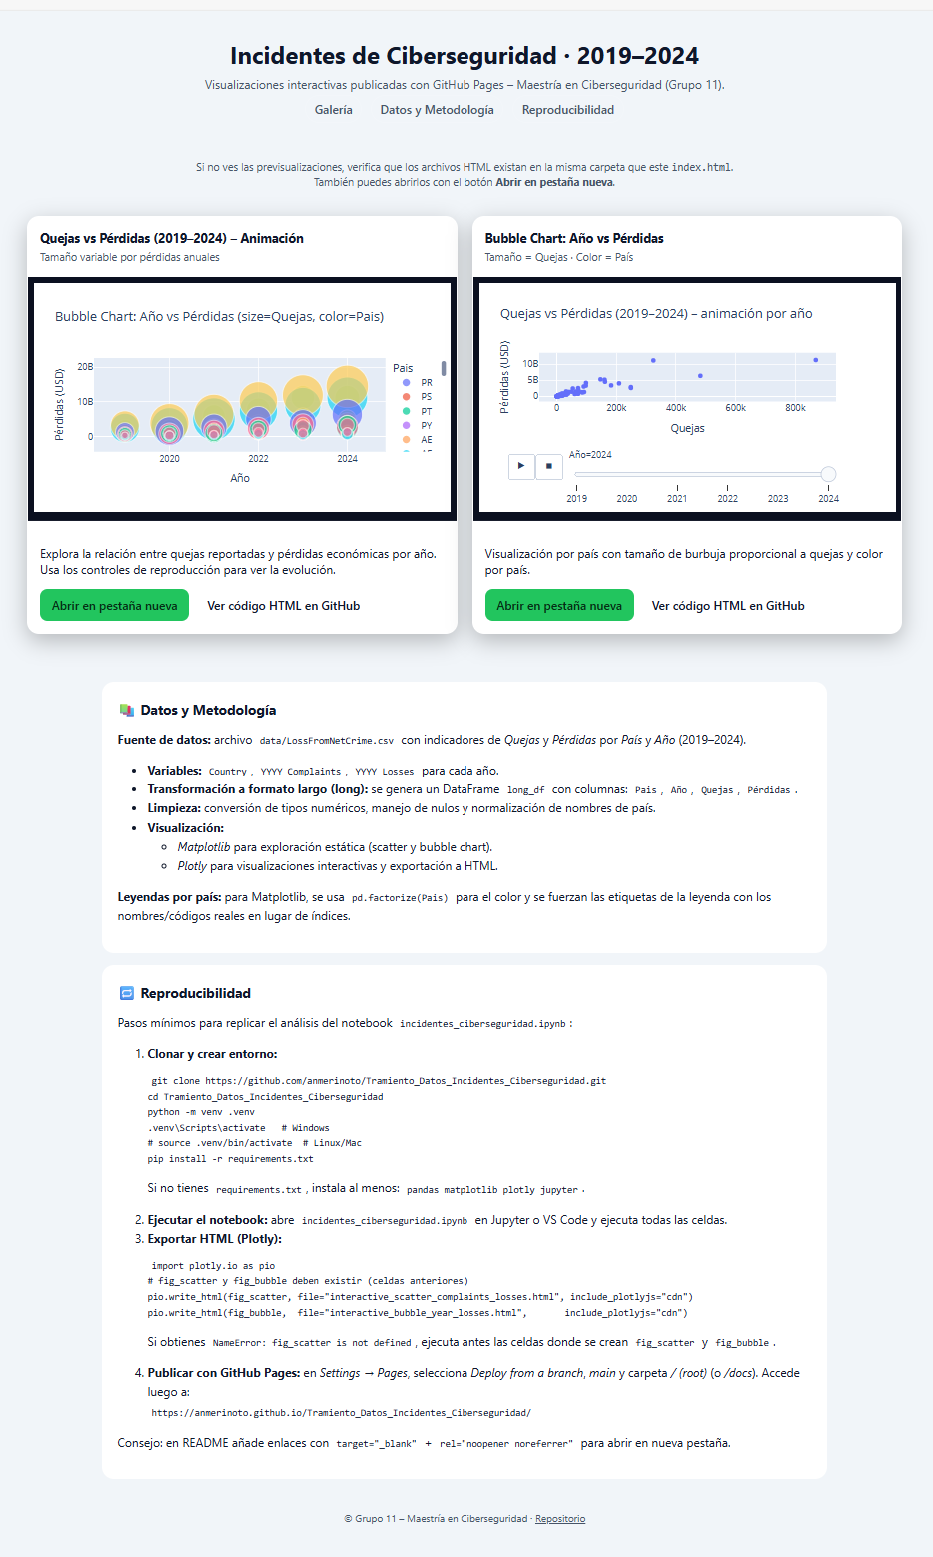 Incidentes de Ciberseguridad · 2019–2024
Visualizaciones interactivas publicadas con GitHub Pages – Maestría en Ciberseguridad (Grupo 11).
Galería Datos y Metodología Reproducibilidad
Si no ves las previsualizaciones, verifica que los archivos HTML existan en la misma carpeta que este index.html.
También puedes abrirlos con el botón Abrir en pestaña nueva.
Quejas vs Pérdidas (2019–2024) – Animación
Tamaño variable por pérdidas anuales
Bubble Chart: Año vs Pérdidas (size=Quejas, color=Pais)
Pérdidas (USD)
20B
10B
0
2020 2022 2024
Año
Pais
PR
PS
PT
PY
AE
Explora la relación entre quejas reportadas y pérdidas económicas por año.
Usa los controles de reproducción para ver la evolución.
Abrir en pestaña nueva Ver código HTML en GitHub
Bubble Chart: Año vs Pérdidas
Tamaño = Quejas · Color = País
Quejas vs Pérdidas (2019–2024) – animación por año
Pérdidas (USD)
10B
5B
0
0 200k 400k 600k 800k
Quejas
Año=2024
2019 2020 2021 2022 2023 2024
Visualización por país con tamaño de burbuja proporcional a quejas y color
por país.
Abrir en pestaña nueva Ver código HTML en GitHub
Datos y Metodología
Fuente de datos: archivo data/LossFromNetCrime.csv con indicadores de Quejas y Pérdidas por País y Año (2019–2024).
• Variables: Country , YYYY Complaints , YYYY Losses para cada año.
• Transformación a formato largo (long): se genera un DataFrame long_df con columnas: Pais , Año , Quejas , Pérdidas .
• Limpieza: conversión de tipos numéricos, manejo de nulos y normalización de nombres de país.
• Visualización:
◦ Matplotlib para exploración estática (scatter y bubble chart).
◦ Plotly para visualizaciones interactivas y exportación a HTML.
Leyendas por país: para Matplotlib, se usa pd.factorize(Pais) para el color y se fuerzan las etiquetas de la leyenda con los
nombres/códigos reales en lugar de índices.
Reproducibilidad
Pasos mínimos para replicar el análisis del notebook incidentes_ciberseguridad.ipynb :
1. Clonar y crear entorno:
git clone https://github.com/anmerinoto/Tramiento_Datos_Incidentes_Ciberseguridad.git
cd Tramiento_Datos_Incidentes_Ciberseguridad
python -m venv .venv
.venv\Scripts\activate # Windows
# source .venv/bin/activate # Linux/Mac
pip install -r requirements.txt
Si no tienes requirements.txt , instala al menos: pandas matplotlib plotly jupyter .
2. Ejecutar el notebook: abre incidentes_ciberseguridad.ipynb en Jupyter o VS Code y ejecuta todas las celdas.
3. Exportar HTML (Plotly):
import plotly.io as pio
# fig_scatter y fig_bubble deben existir (celdas anteriores)
pio.write_html(fig_scatter, file="interactive_scatter_complaints_losses.html", include_plotlyjs="cdn")
pio.write_html(fig_bubble, file="interactive_bubble_year_losses.html", include_plotlyjs="cdn")
Si obtienes NameError: fig_scatter is not defined , ejecuta antes las celdas donde se crean fig_scatter y fig_bubble .
4. Publicar con GitHub Pages: en Settings → Pages, selecciona Deploy from a branch, main y carpeta / (root) (o /docs). Accede
luego a:
https://anmerinoto.github.io/Tramiento_Datos_Incidentes_Ciberseguridad/
Consejo: en README añade enlaces con target="_blank" + rel="noopener noreferrer" para abrir en nueva pestaña.
© Grupo 11 – Maestría en Ciberseguridad · Repositorio